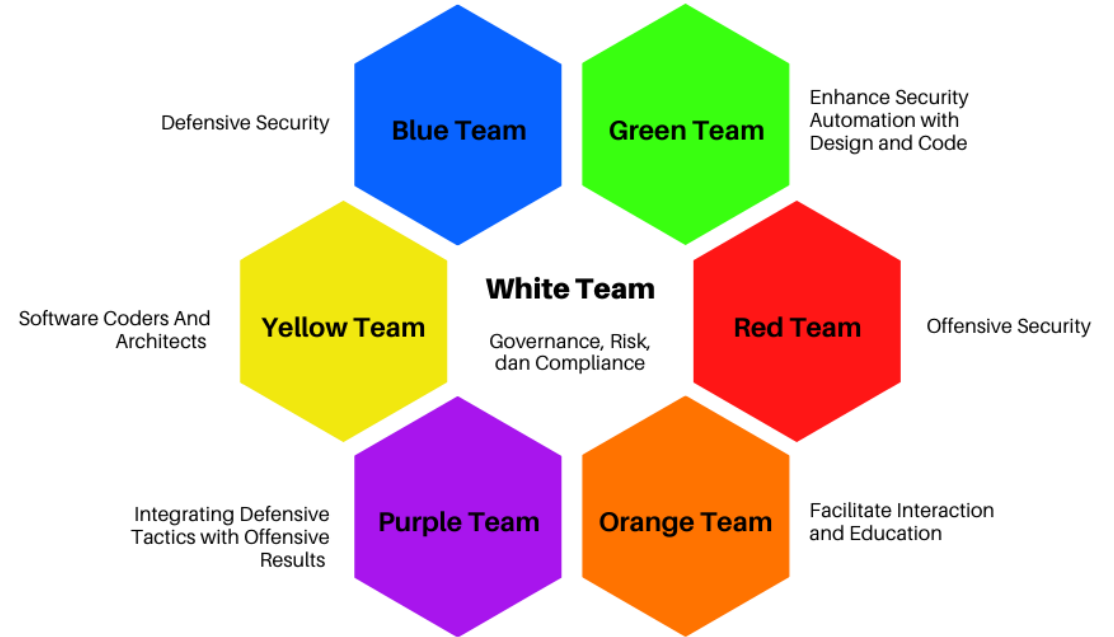 Blue Team
Defensive Security
Green Team
Enhance Security
Automation with
Design and Code
Yellow Team
Software Coders And
Architects
White Team
Governance, Risk,
dan Compliance
Red Team
Offensive Security
Purple Team
Integrating Defensive
Tactics with Offensive
Results
Orange Team
Facilitate Interaction
and Education